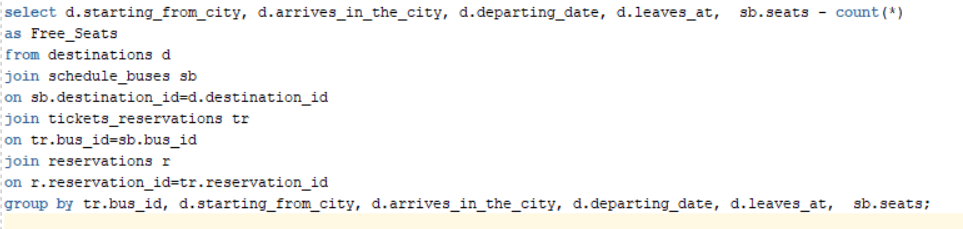 select d.starting_from_city, d.arrives_in_the_city, d.departing_date, d.leaves_at,  sb.seats - count(*)
as Free_Seats
from destinations d
join schedule_buses sb
on sb.destination_id=d.destination_id
join tickets_reservations tr
on tr.bus_id=sb.bus_id
join reservations r
on r.reservation_id=tr.reservation_id
group by tr.bus_id, d.starting_from_city, d.arrives_in_the_city, d.departing_date, d.leaves_at,  sb.seats;